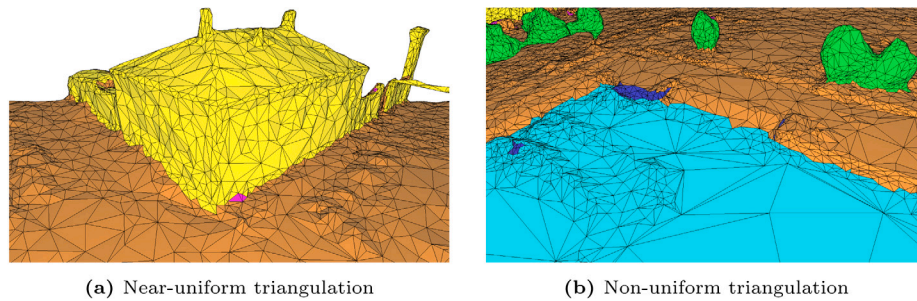 (a) Near-uniform triangulation
(b) Non-uniform triangulation